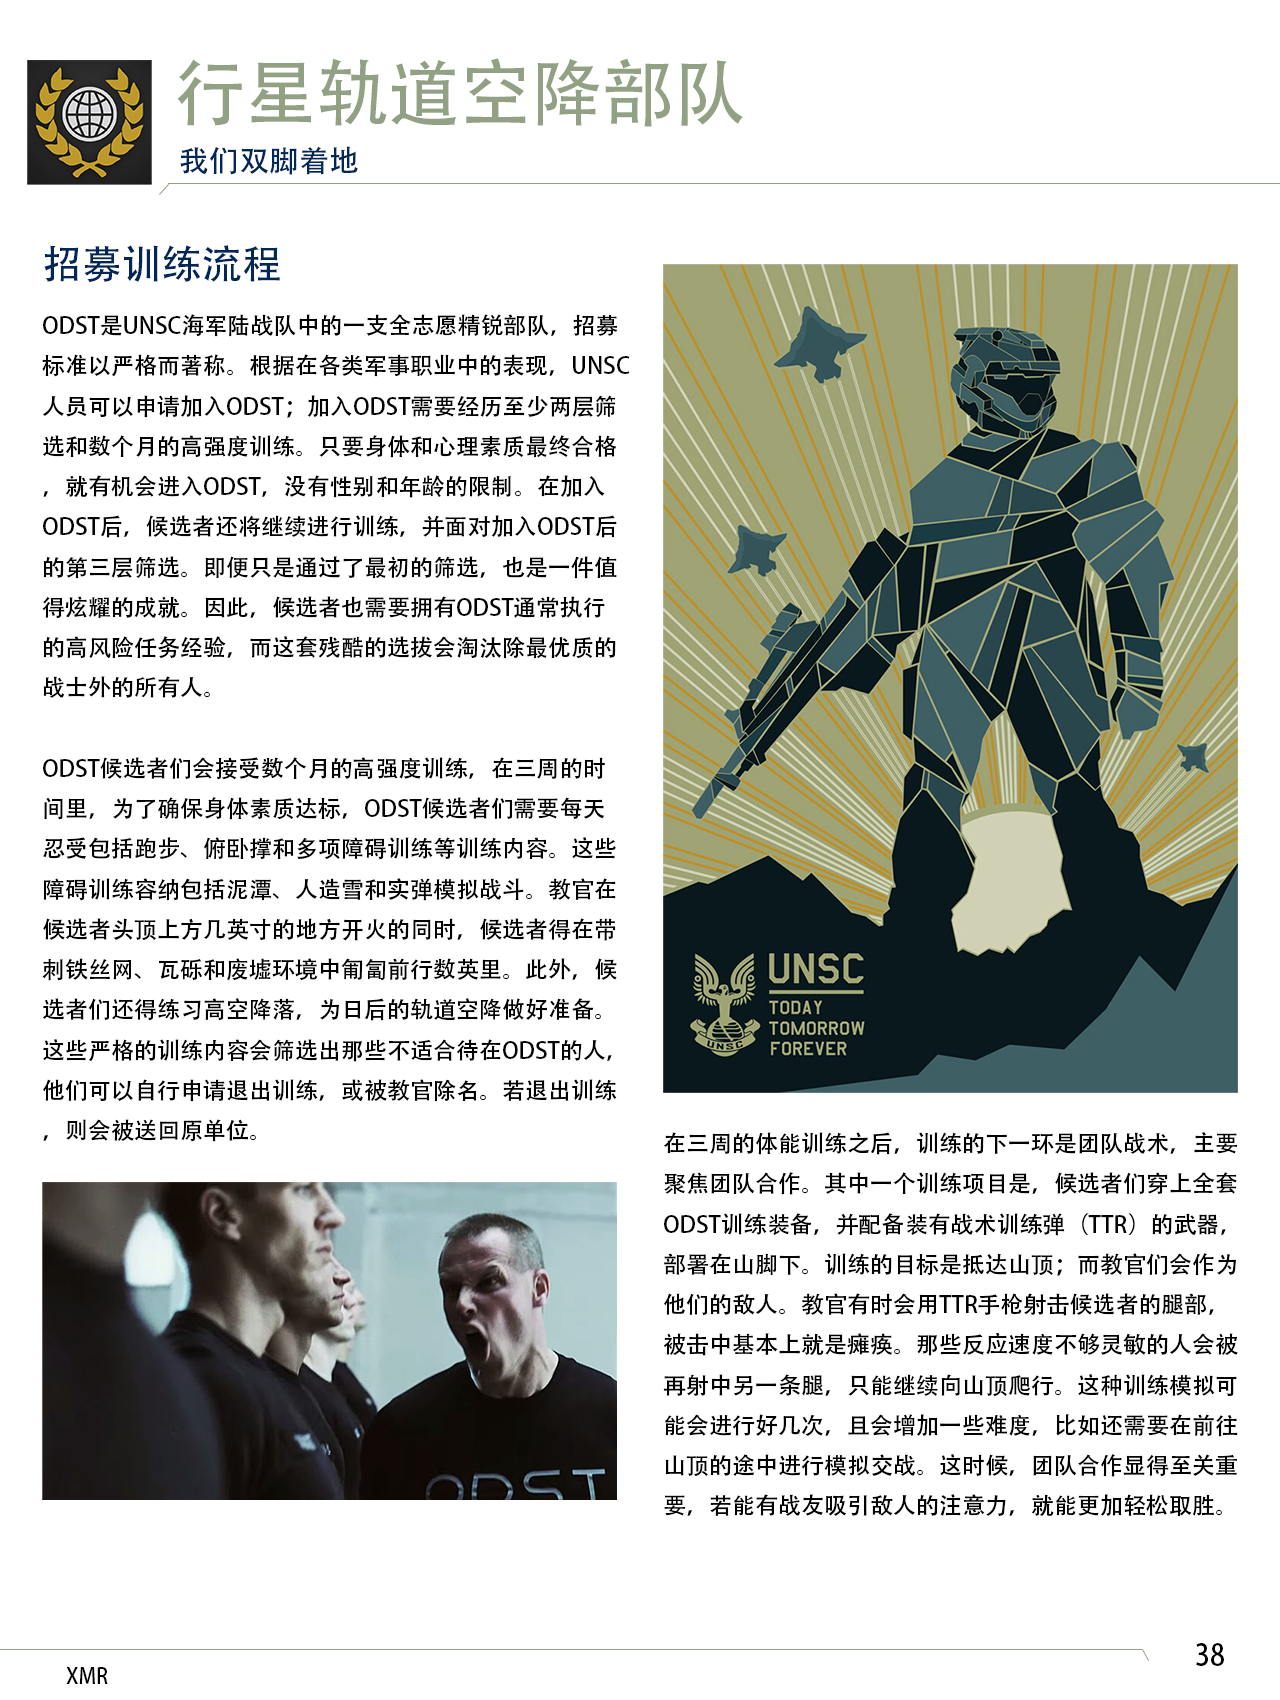 行星轨道空降部队
我们双脚着地
招募训练流程
ODST是UNSC海军陆战队中的一支全志愿精锐部队，招募
标准以严格而著称。根据在各类军事职业中的表现，UNSC
人员可以申请加入ODST；加入ODST需要经历至少两层筛
选和数个月的高强度训练。只要身体和心理素质最终合格
，就有机会进入ODST，没有性别和年龄的限制。在加入
ODST后，候选者还将继续进行训练，并面对加入ODST后
的第三层筛选。即便只是通过了最初的筛选，也是一件值
得炫耀的成就。因此，候选者也需要拥有ODST通常执行
的高风险任务经验，而这套残酷的选拔会淘汰除最优质的
战士外的所有人。
ODST候选者们会接受数个月的高强度训练，在三周的时
间里，为了确保身体素质达标，ODST候选者们需要每天
忍受包括跑步、俯卧撑和多项障碍训练等训练内容。这些
障碍训练容纳包括泥潭、人造雪和实弹模拟战斗。教官在
候选者头顶上方几英寸的地方开火的同时，候选者得在带
刺铁丝网、瓦砾和废墟环境中匍匐前行数英里。此外，候
选者们还得练习高空降落，为日后的轨道空降做好准备。
这些严格的训练内容会筛选出那些不适合待在ODST的人，
他们可以自行申请退出训练，或被教官除名。若退出训练
，则会被送回原单位。
ODST
UNSC
TODAY
TOMORROW
FOREVER
UNSC
在三周的体能训练之后，训练的下一环是团队战术，主要
聚焦团队合作。其中一个训练项目是，候选者们穿上全套
ODST训练装备，并配备装有战术训练弹（TTR）的武器，
部署在山脚下。训练的目标是抵达山顶；而教官们会作为
他们的敌人。教官有时会用TTR手枪射击候选者的腿部，
被击中基本上就是瘫痪。那些反应速度不够灵敏的人会被
再射中另一条腿，只能继续向山顶爬行。这种训练模拟可
能会进行好几次，且会增加一些难度，比如还需要在前往
山顶的途中进行模拟交战。这时候，团队合作显得至关重
要，若能有战友吸引敌人的注意力，就能更加轻松取胜。
XMR
38